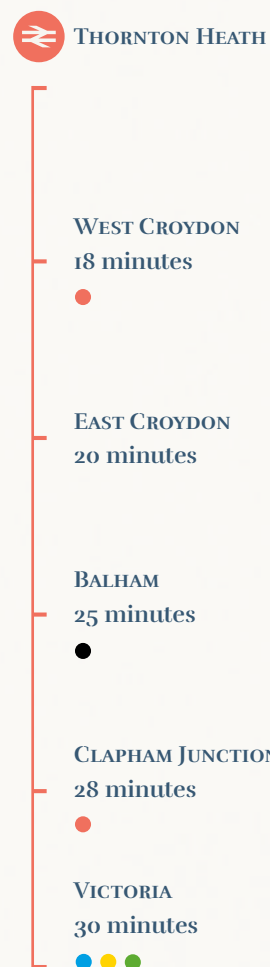 Thornton Heath
West Croydon
18 minutes
East Croydon
20 minutes
Balham
25 minutes
Clapham Junction
28 minutes
Victoria
30 minutes